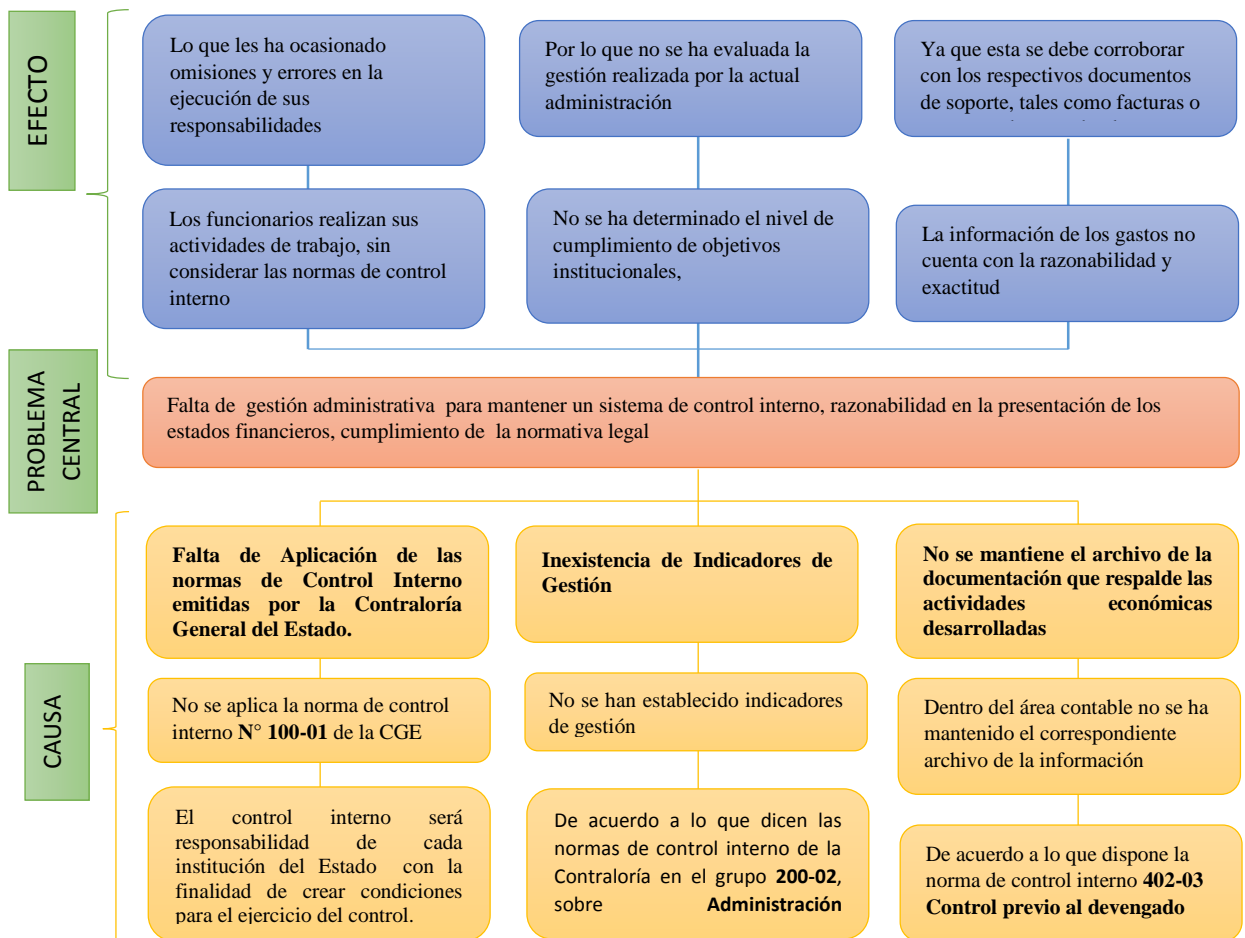 EFECTO
Lo que les ha ocasionado
omisiones y errores en la
ejecución de sus
responsabilidades
Por lo que no se ha evaluada la
gestión realizada por la actual
administración
Ya que esta se debe corroborar
con los respectivos documentos
de soporte, tales como facturas o
Los funcionarios realizan sus
actividades de trabajo, sin
considerar las normas de control
interno
No se ha determinado el nivel de
cumplimiento de objetivos
institucionales,
La información de los gastos no
cuenta con la razonabilidad y
exactitud
PROBLEMA
CENTRAL
Falta de gestión administrativa para mantener un sistema de control interno, razonabilidad en la presentación de los
estados financieros, cumplimiento de la normativa legal
CAUSA
Falta de Aplicación de las
normas de Control Interno
emitidas por la Contraloría
General del Estado.
Inexistencia de Indicadores de
Gestión
No se mantiene el archivo de la
documentación que respalde las
actividades económicas
desarrolladas
No se aplica la norma de control
interno N° 100-01 de la CGE
No se han establecido indicadores
de gestión
Dentro del área contable no se ha
mantenido el correspondiente
archivo de la información
El control interno será
responsabilidad de cada
institución del Estado con la
finalidad de crear condiciones
para el ejercicio del control.
De acuerdo a lo que dicen las
normas de control interno de la
Contraloría en el grupo 200-02,
sobre Administración
De acuerdo a lo que dispone la
norma de control interno 402-03
Control previo al devengado